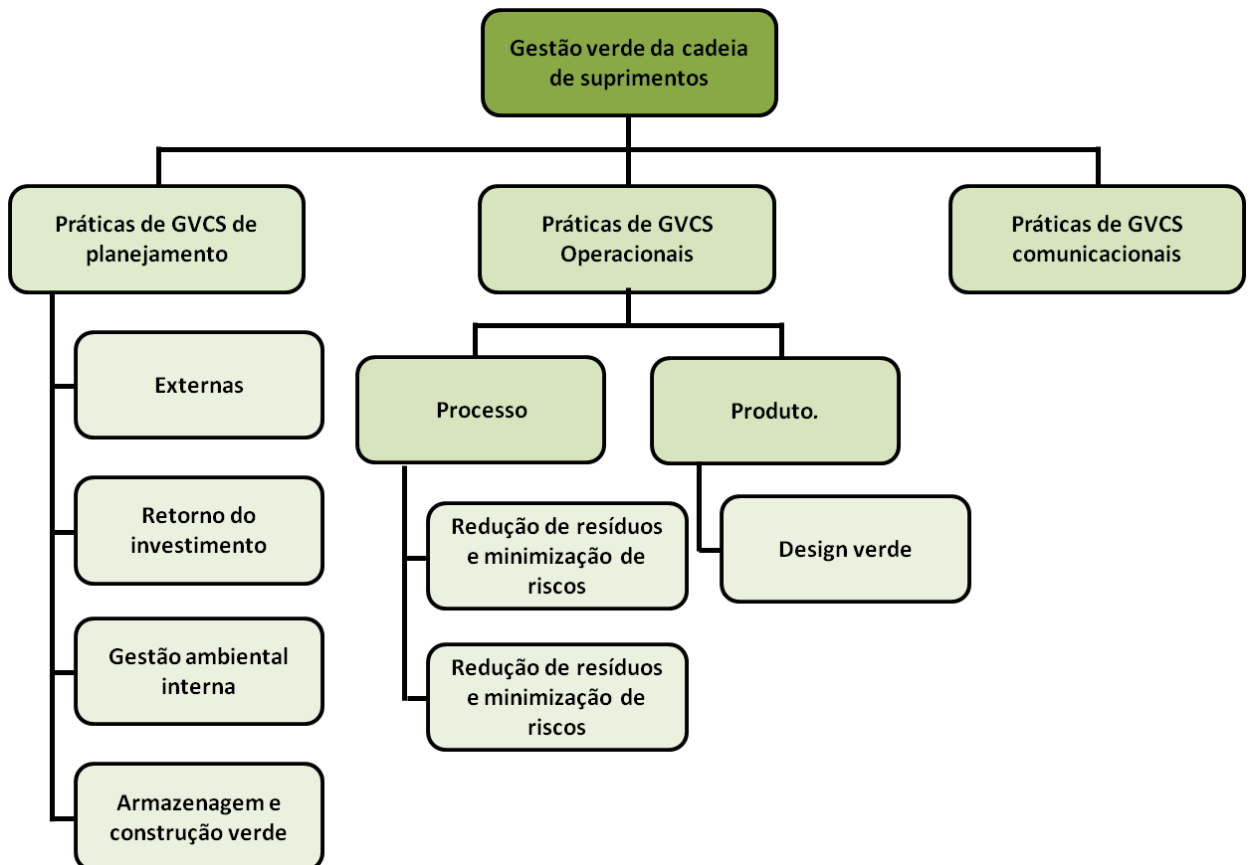 Gestão verde da cadeia
de suprimentos
Práticas de GVCS de
planejamento
Práticas de GVCS
Operacionais
Práticas de GVCS
comunicacionais
Externas
Retorno do
investimento
Gestão ambiental
interna
Armazenagem e
construção verde
Processo
Redução de resíduos
e minimização de
riscos
Redução de resíduos
e minimização de
riscos
Produto.
Design verde